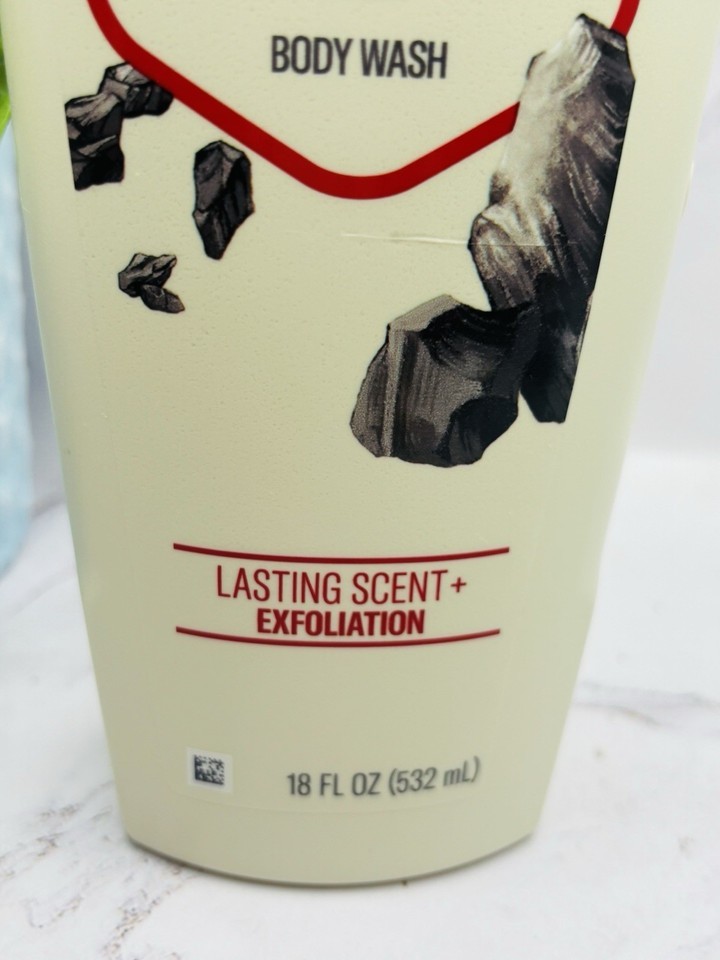 BODY WASH
LASTING SCENT+
EXFOLIATION
18 FL OZ (532 mL)